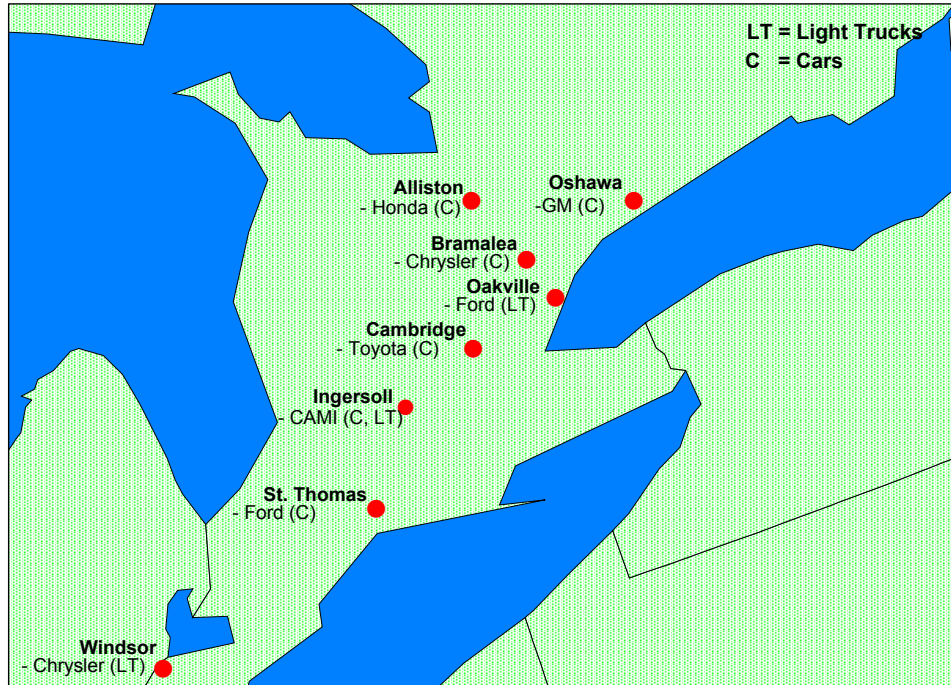 LT = Light Trucks
C = Cars
Alliston
- Honda (C)
Oshawa
-GM (C)
Bramalea
- Chrysler (C)
Oakville
- Ford (LT)
Cambridge
- Toyota (C)
Ingersoll
- CAMI (C, LT)
St. Thomas
- Ford (C)
Windsor
- Chrysler (LT)